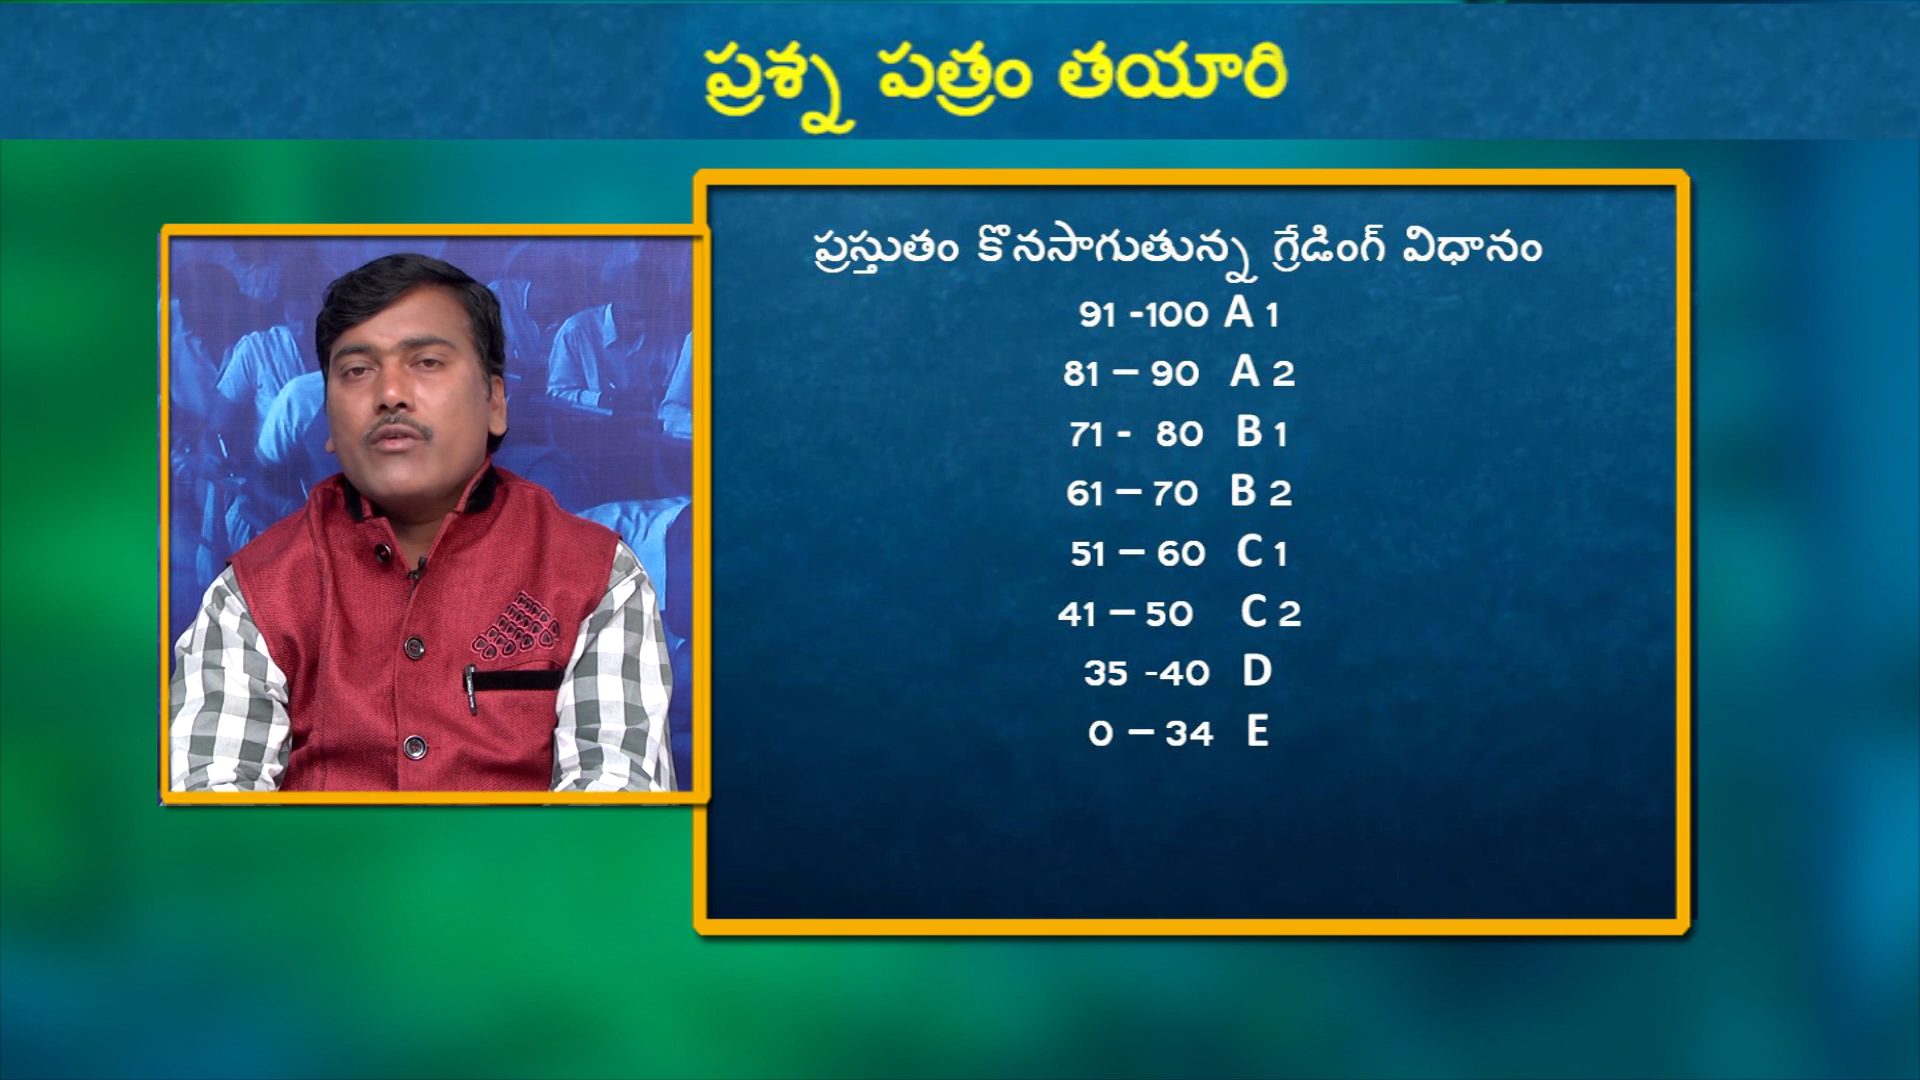 ప్రశ్న పత్రం తయారి
ప్రస్తుతం కొనసాగుతున్న గ్రేడింగ్ విధానం
91 -100 A 1
81 – 90 A 2
71 - 80 B 1
61 – 70 B 2
51 – 60 C 1
41 – 50 C 2
35 -40 D
0 – 34 E